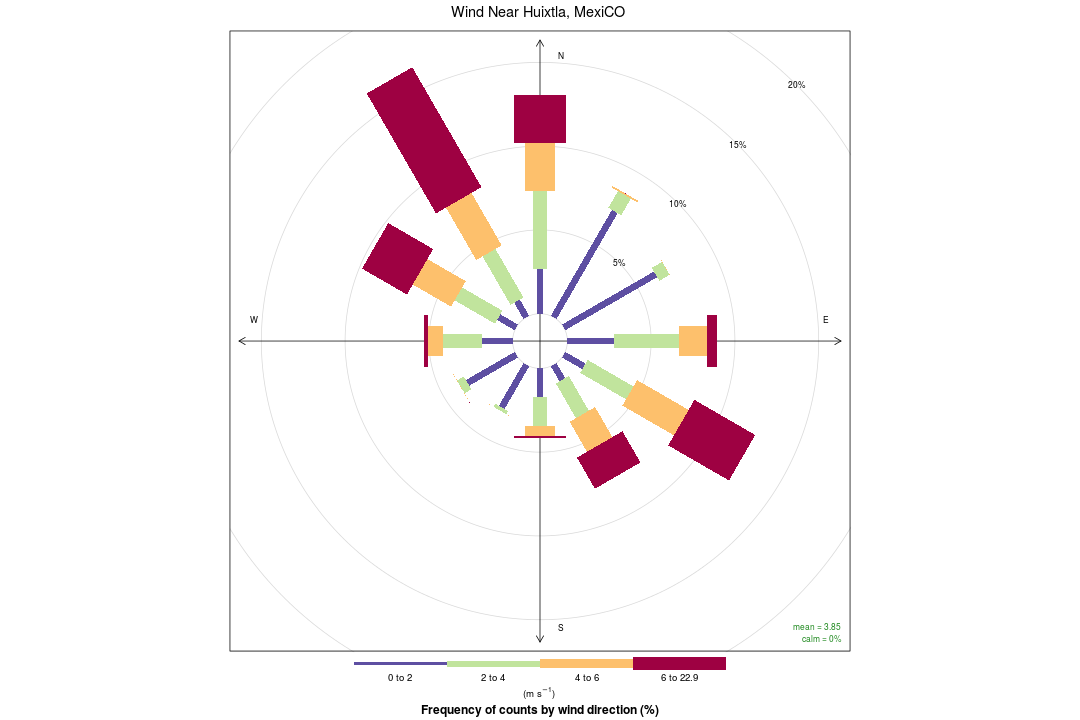 Wind Near Huixtla, MexiCO
N
20%
15%
10%
5%
W
E
S
mean = 3.85
calm = 0%
0 to 2
2 to 4
4 to 6
6 to 22.9
(m s⁻¹)
Frequency of counts by wind direction (%)